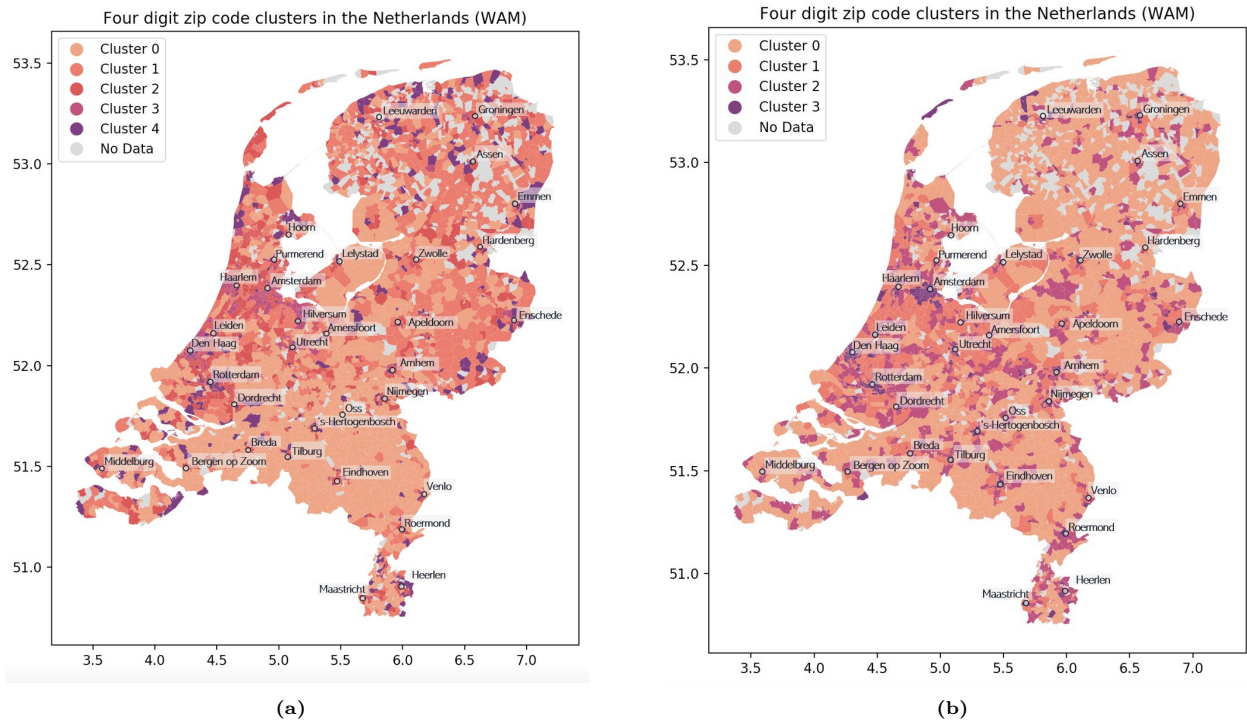 Four digit zip code clusters in the Netherlands (WAM)
Cluster 0
Cluster 1
Cluster 2
Cluster 3
Cluster 4
No Data
53.5
53.0
52.5
52.0
51.5
51.0
Leeuwarden
Groningen
Assen
Emmen
Hoorn
Hardenberg
Purmerend
Lelystad
Zwolle
Haarlem
Amsterdam
Hilversum
Enschede
Leiden
Amersfoort
Apeldoorn
Den Haag
Utrecht
Arnhem
Rotterdam
Nijmegen
Dordrecht
Oss
's-Hertogenbosch
Breda
Tilburg
Middelburg
Bergen op Zoom
Eindhoven
Venlo
Roermond
Heerlen
Maastricht
3.5 4.0 4.5 5.0 5.5 6.0 6.5 7.0
(a)
Four digit zip code clusters in the Netherlands (WAM)
Cluster 0
Cluster 1
Cluster 2
Cluster 3
No Data
53.5
53.0
52.5
52.0
51.5
51.0
Leeuwarden
Groningen
Assen
Emmen
Hoorn
Hardenberg
Purmerend
Lelystad
Zwolle
Haarlem
Amsterdam
Hilversum
Enschede
Leiden
Amersfoort
Apeldoorn
Den Haag
Utrecht
Arnhem
Rotterdam
Nijmegen
Dordrecht
Oss
's-Hertogenbosch
Breda
Tilburg
Middelburg
Bergen op Zoom
Eindhoven
Venlo
Roermond
Heerlen
Maastricht
3.5 4.0 4.5 5.0 5.5 6.0 6.5 7.0
(b)